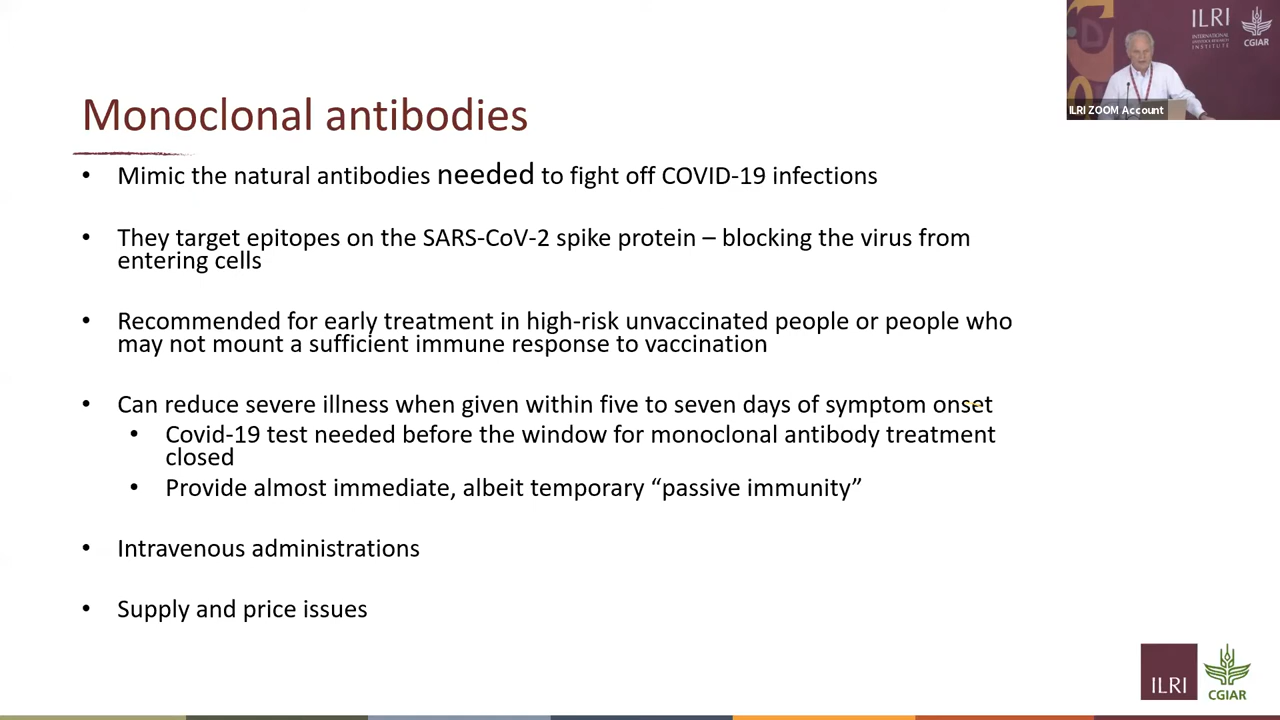 ILRI
INTERNATIONAL
LIVESTOCK RESEARCH
INSTITUTE
CGIAR
ILRI ZOOM Account
Monoclonal antibodies
• Mimic the natural antibodies needed to fight off COVID-19 infections
• They target epitopes on the SARS-CoV-2 spike protein – blocking the virus from
entering cells
• Recommended for early treatment in high-risk unvaccinated people or people who
may not mount a sufficient immune response to vaccination
• Can reduce severe illness when given within five to seven days of symptom onset
• Covid-19 test needed before the window for monoclonal antibody treatment
closed
• Provide almost immediate, albeit temporary “passive immunity”
• Intravenous administrations
• Supply and price issues
ILRI
CGIAR